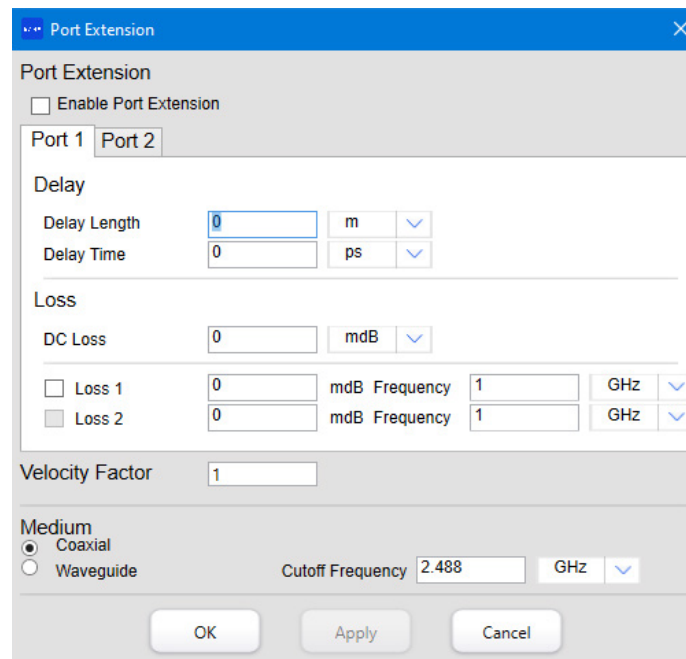 Port Extension
Port Extension
Enable Port Extension
Port 1 Port 2
Delay
Delay Length 0 m
Delay Time 0 ps
Loss
DC Loss 0 mdB
Loss 1 0 mdB Frequency 1 GHz
Loss 2 0 mdB Frequency 1 GHz
Velocity Factor 1
Medium
Coaxial
Waveguide Cutoff Frequency 2.488 GHz
OK Apply Cancel